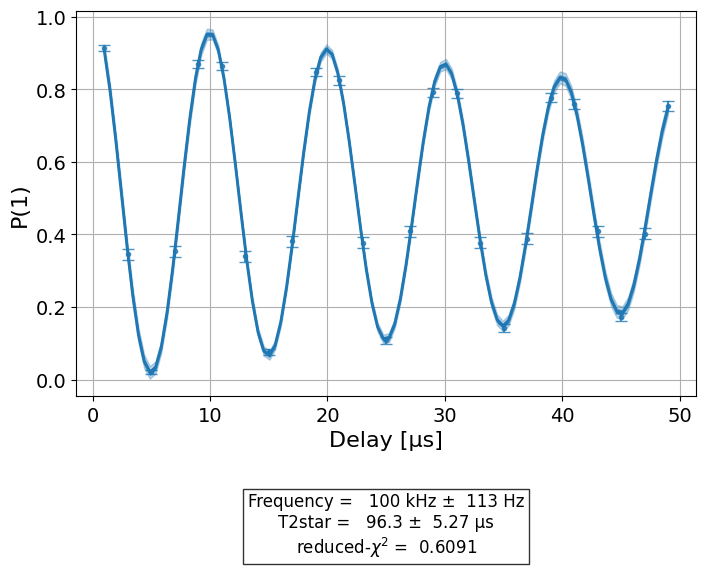 1.0
0.8
0.6
0.4
0.2
0.0
P(1)
0 10 20 30 40 50
Delay [μs]
Frequency = 100 kHz ± 113 Hz
T2star = 96.3 ± 5.27 μs
reduced-χ² = 0.6091